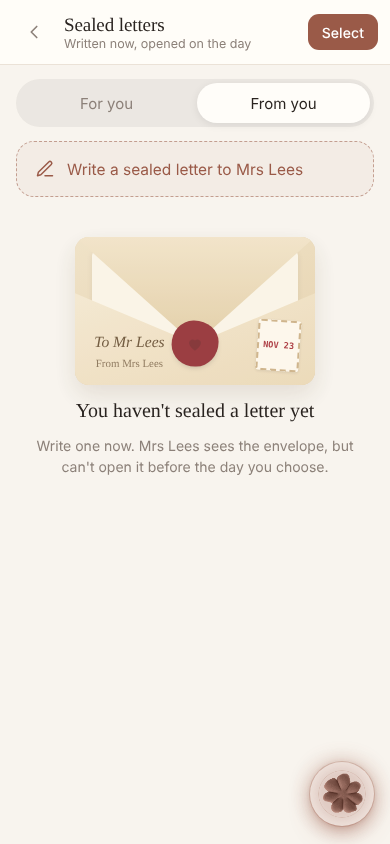 Sealed letters
Written now, opened on the day
Select
For you
From you
Write a sealed letter to Mrs Lees
To Mr Lees
From Mrs Lees
NOV 23
You haven't sealed a letter yet
Write one now. Mrs Lees sees the envelope, but
can't open it before the day you choose.